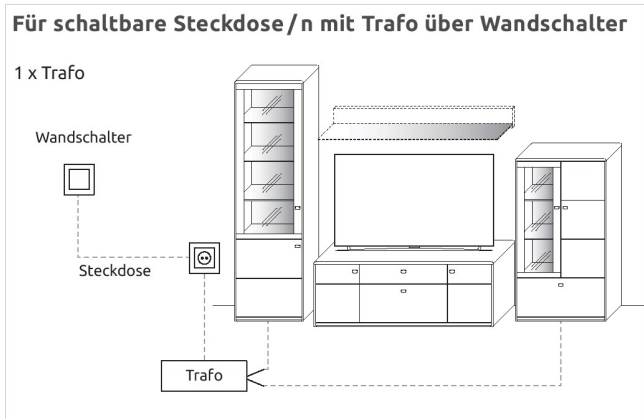 Für schaltbare Steckdose/n mit Trafo über Wandschalter
1 x Trafo
Wandschalter
Steckdose
Trafo